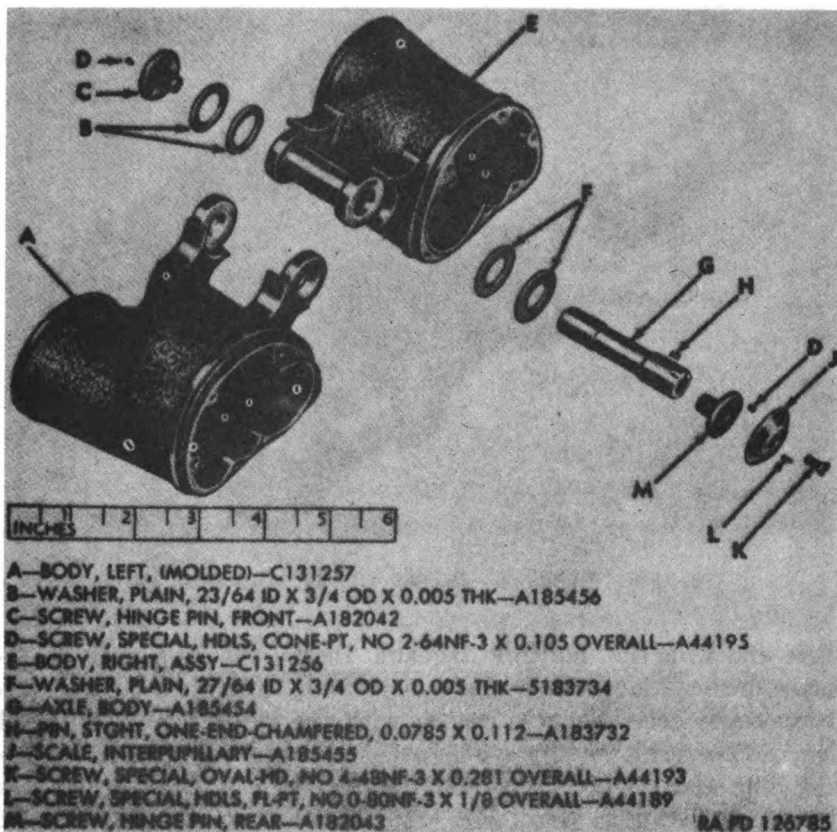 D
C
B
E
A
F
G
H
D
J
M
L
K
1 2 3 4 5 6
INCHES
A—BODY, LEFT, (MOLDED)—C131257
B—WASHER, PLAIN, 23/64 ID X 3/4 OD X 0.005 THK—A185456
C—SCREW, HINGE PIN, FRONT—A182042
D—SCREW, SPECIAL, HDLS, CONE-PT, NO 2-64NF-3 X 0.105 OVERALL—A44195
E—BODY, RIGHT, ASSY—C131256
F—WASHER, PLAIN, 27/64 ID X 3/4 OD X 0.005 THK—5183734
G—AXLE, BODY—A185454
H—PIN, STGHT, ONE-END-CHAMFERED, 0.0785 X 0.112—A183732
J—SCALE, INTERPUPILLARY—A185455
K—SCREW, SPECIAL, OVAL-HD, NO 4-48NF-3 X 0.281 OVERALL—A44193
L—SCREW, SPECIAL, HDLS, FL-PT, NO 0-80NF-3 X 1/8 OVERALL—A44189
M—SCREW, HINGE PIN, REAR—A182043
RA PD 126785